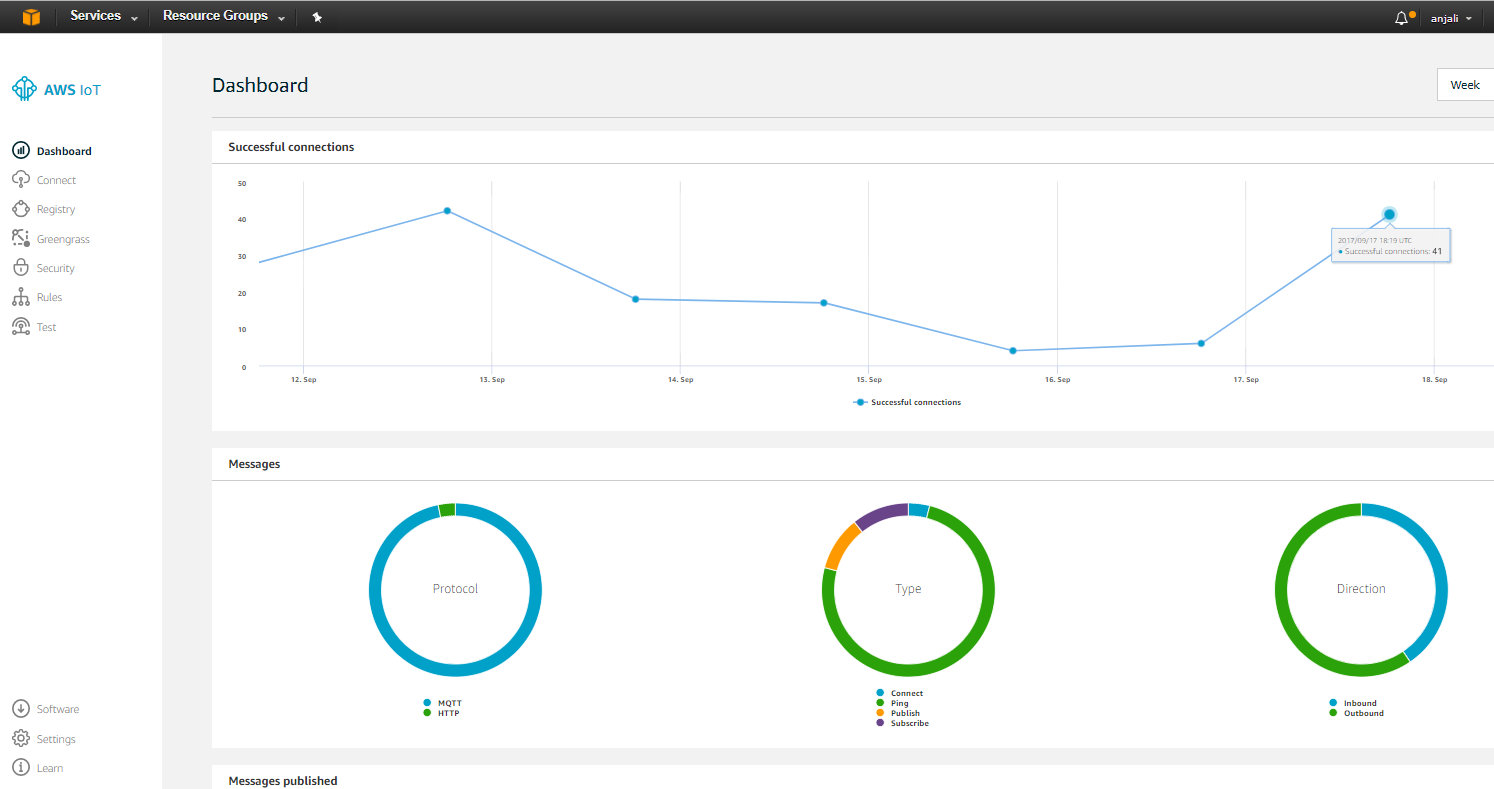 Services Resource Groups anjali
AWS IoT
Dashboard
Week
Dashboard
Connect
Registry
Greengrass
Security
Rules
Test
Successful connections
50
40
30
20
10
0
2017/09/17 18:19 UTC
Successful connections: 41
12. Sep 13. Sep 14. Sep 15. Sep 16. Sep 17. Sep 18. Sep
Successful connections
Messages
Protocol
MQTT
HTTP
Type
Connect
Ping
Publish
Subscribe
Direction
Inbound
Outbound
Software
Settings
Learn
Messages published